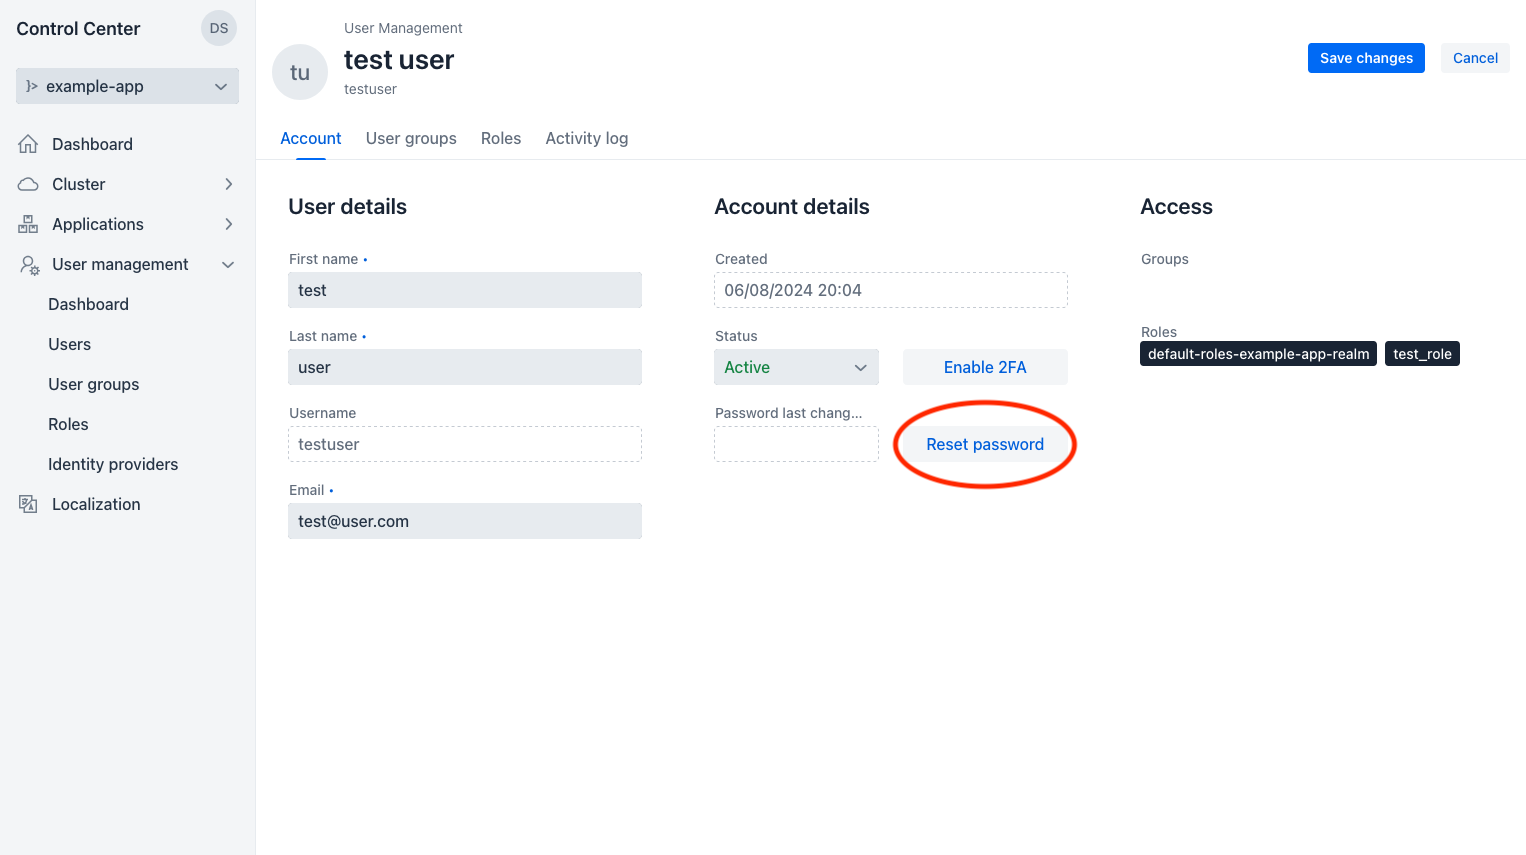 Control Center
DS
example-app
Dashboard
Cluster
Applications
User management
Dashboard
Users
User groups
Roles
Identity providers
Localization
User Management
tu
test user
testuser
Save changes
Cancel
Account
User groups
Roles
Activity log
User details
First name •
test
Last name •
user
Username
testuser
Email •
test@user.com
Account details
Created
06/08/2024 20:04
Status
Active
Enable 2FA
Password last chang...
Reset password
Access
Groups
Roles
default-roles-example-app-realm
test_role